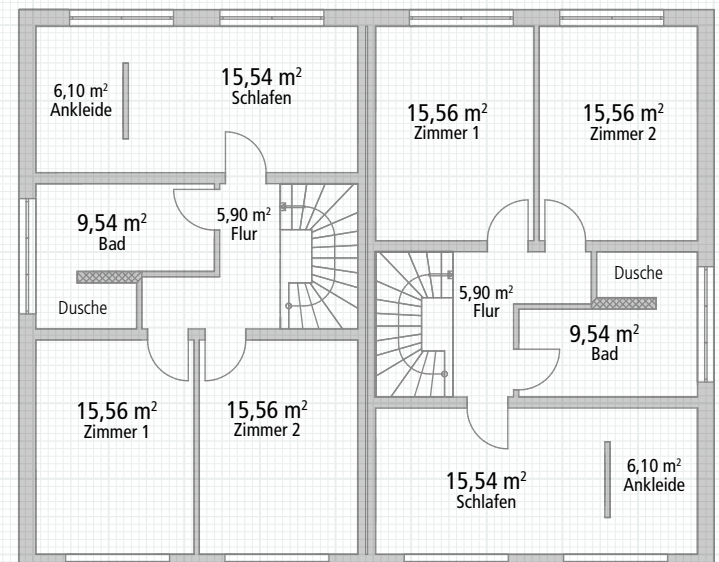 6,10 m²
Ankleide
15,54 m²
Schlafen
9,54 m²
Bad
5,90 m²
Flur
Dusche
15,56 m²
Zimmer 1
15,56 m²
Zimmer 2
15,56 m²
Zimmer 1
15,56 m²
Zimmer 2
5,90 m²
Flur
Dusche
9,54 m²
Bad
15,54 m²
Schlafen
6,10 m²
Ankleide